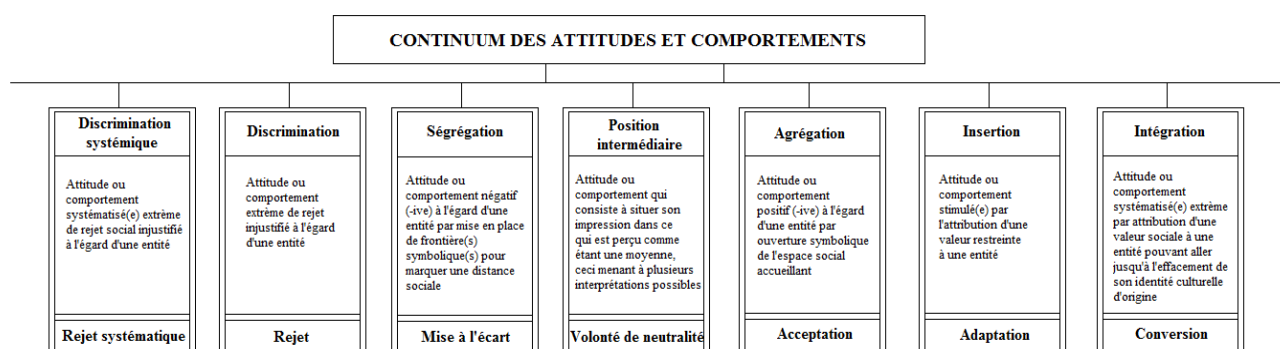 CONTINUUM DES ATTITUDES ET COMPORTEMENTS
Discrimination
systémique
Attitude ou
comportement
systématisé(e) extrême
de rejet social injustifié
à l'égard d'une entité
Rejet systématique
Discrimination
Attitude ou
comportement
extrême de rejet
injustifié à l'égard
d'une entité
Rejet
Ségrégation
Attitude ou
comportement négatif
(-ive) à l'égard d'une
entité par mise en place
de frontière(s)
symbolique(s) pour
marquer une distance
sociale
Mise à l'écart
Position
intermédiaire
Attitude ou
comportement qui
consiste à situer son
impression dans ce
qui est perçu comme
étant une moyenne,
ceci menant à plusieurs
interprétations possibles
Volonté de neutralité
Agrégation
Attitude ou
comportement
positif (-ive) à l'égard
d'une entité par
ouverture symbolique
de l'espace social
accueillant
Acceptation
Insertion
Attitude ou
comportement
stimulé(e) par
l'attribution d'une
valeur restreinte
à une entité
Adaptation
Intégration
Attitude ou
comportement
systématisé(e) extrême
par attribution d'une
valeur sociale à une
entité pouvant aller
jusqu'à l'effacement de
son identité culturelle
d'origine
Conversion